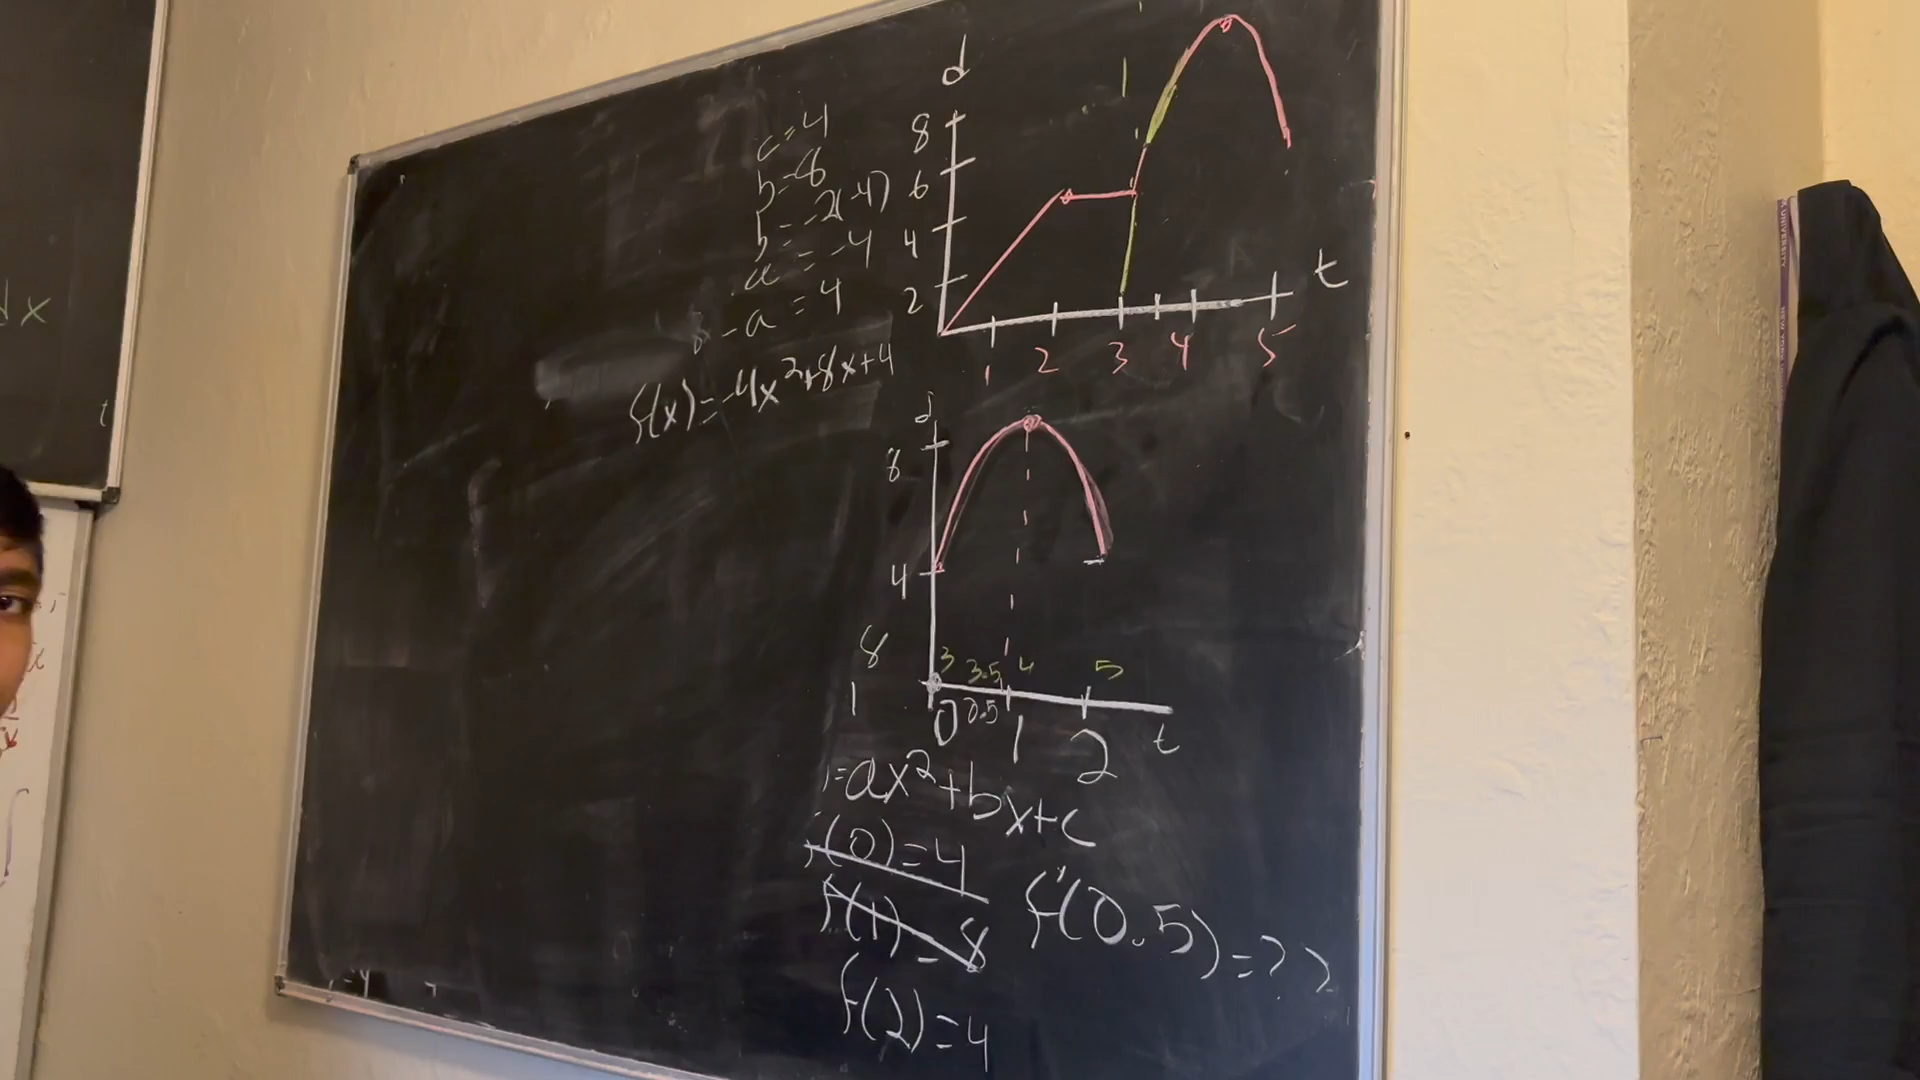 dx
t
c=4
b=8
b=-2(-4)
a=-4
-a=4
f(x)=-4x²+8x+4
d
8
6
4
2
t
1 2 3 4 5
d
8
4
8
1
3 3.5 4 5
0 0.5 1 2
t
=ax²+bx+c
f(0)=4
f(1)=8
f'(0.5)=??
f(2)=4